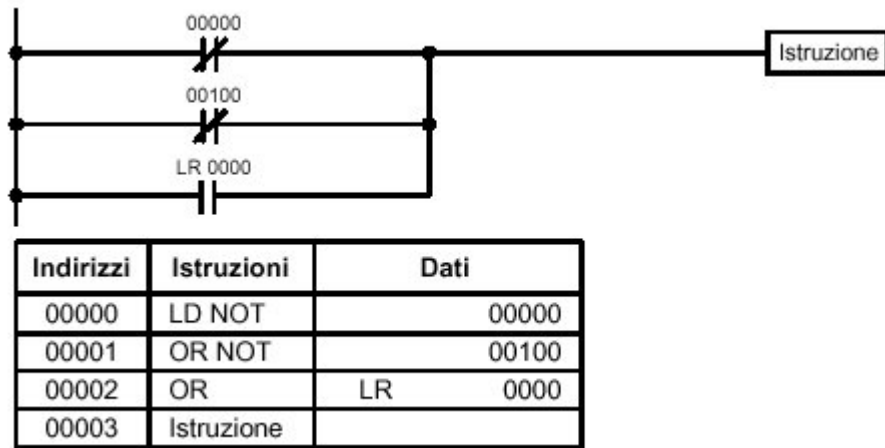 00000
Istruzione
00100
LR 0000
Indirizzi Istruzioni Dati
00000 LD NOT 00000
00001 OR NOT 00100
00002 OR LR 0000
00003 Istruzione